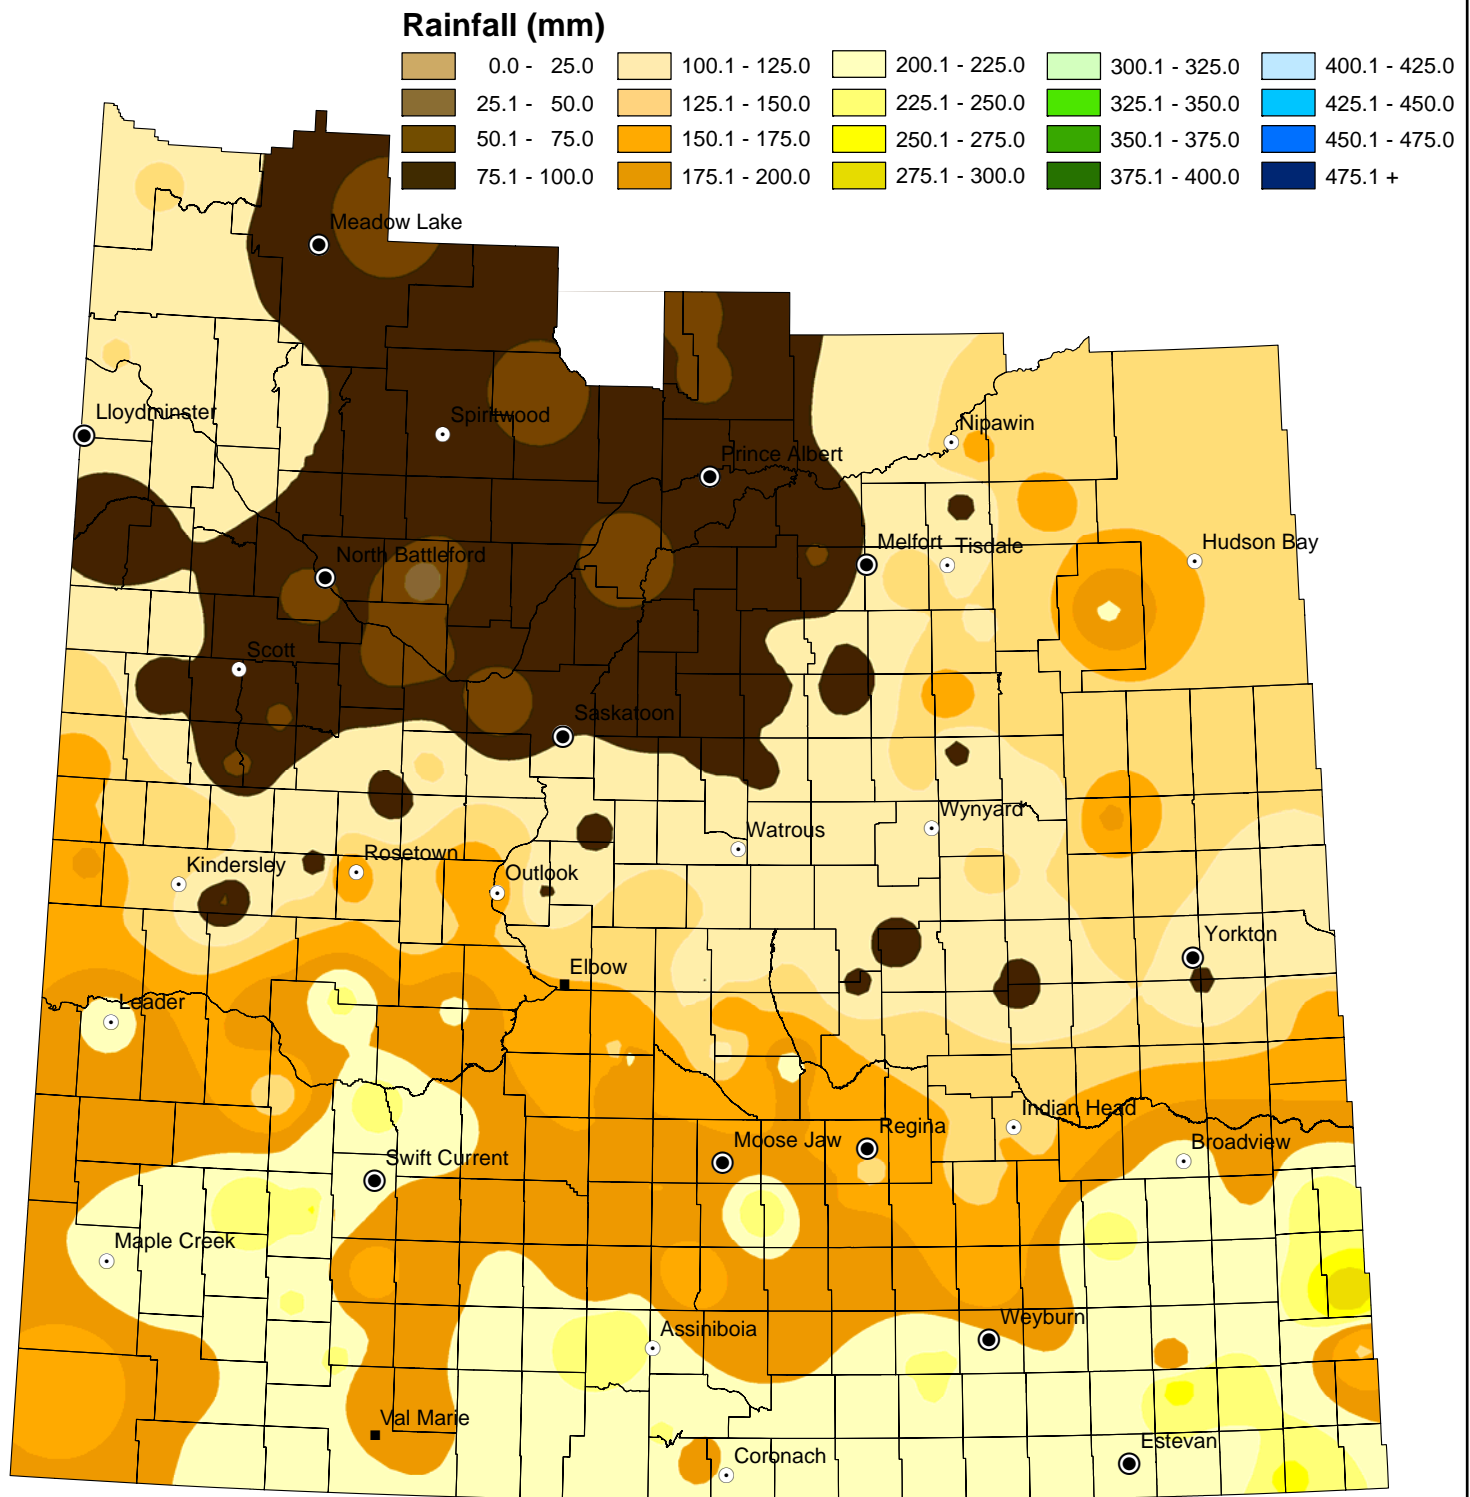 Rainfall (mm)
0.0 - 25.0 100.1 - 125.0 200.1 - 225.0 300.1 - 325.0 400.1 - 425.0
25.1 - 50.0 125.1 - 150.0 225.1 - 250.0 325.1 - 350.0 425.1 - 450.0
50.1 - 75.0 150.1 - 175.0 250.1 - 275.0 350.1 - 375.0 450.1 - 475.0
75.1 - 100.0 175.1 - 200.0 275.1 - 300.0 375.1 - 400.0 475.1 +
Meadow Lake
Lloydminster
Spiritwood
Nipawin
Prince Albert
North Battleford
Melfort
Tisdale
Hudson Bay
Scott
Saskatoon
Watrous
Wynyard
Kindersley
Rosetown
Outlook
Yorkton
Elbow
Leader
Indian Head
Moose Jaw
Regina
Broadview
Swift Current
Maple Creek
Assiniboia
Weyburn
Val Marie
Coronach
Estevan